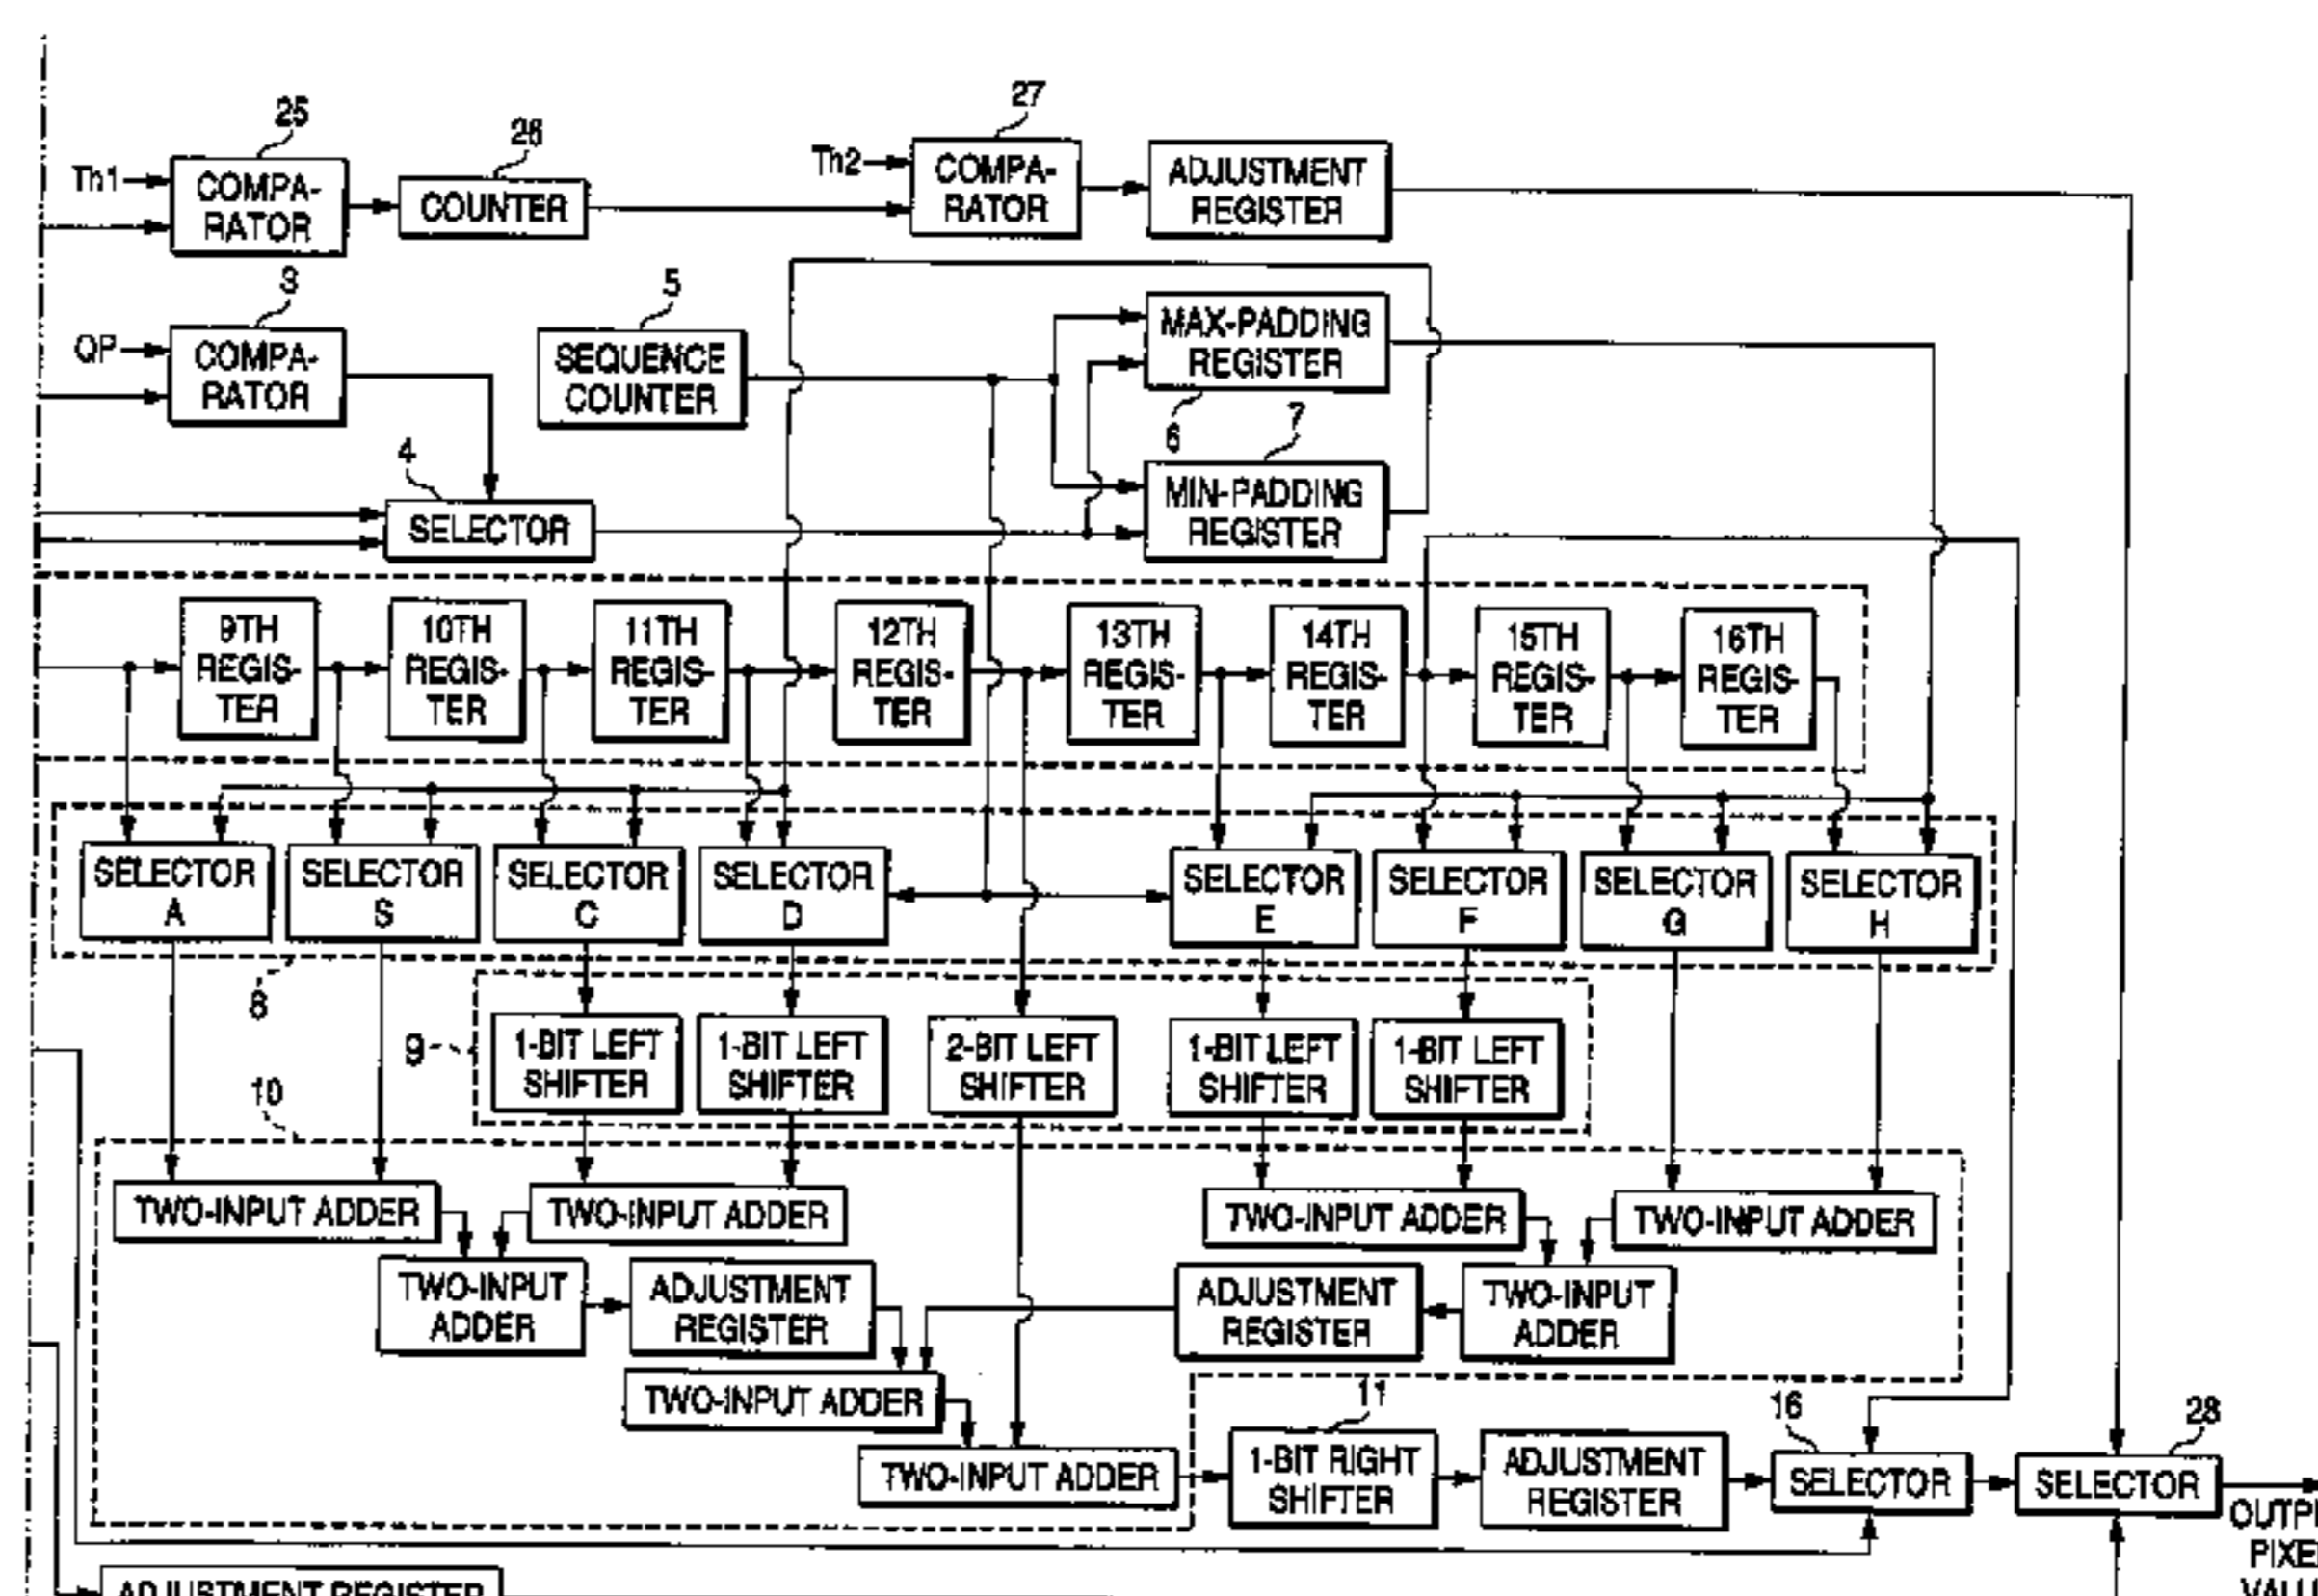 25
26
27
Th1
COMPA-
RATOR
COUNTER
Th2
COMPA-
RATOR
ADJUSTMENT
REGISTER
3
5
QP
COMPA-
RATOR
SEQUENCE
COUNTER
MAX-PADDING
REGISTER
6
7
4
SELECTOR
MIN-PADDING
REGISTER
9TH
REGIS-
TER
10TH
REGIS-
TER
11TH
REGIS-
TER
12TH
REGIS-
TER
13TH
REGIS-
TER
14TH
REGIS-
TER
15TH
REGIS-
TER
16TH
REGIS-
TER
SELECTOR
A
SELECTOR
S
SELECTOR
C
SELECTOR
D
SELECTOR
E
SELECTOR
F
SELECTOR
G
SELECTOR
H
8
9
1-BIT LEFT
SHIFTER
1-BIT LEFT
SHIFTER
2-BIT LEFT
SHIFTER
1-BIT LEFT
SHIFTER
1-BIT LEFT
SHIFTER
10
TWO-INPUT ADDER
TWO-INPUT ADDER
TWO-INPUT ADDER
TWO-INPUT ADDER
TWO-INPUT
ADDER
ADJUSTMENT
REGISTER
ADJUSTMENT
REGISTER
TWO-INPUT
ADDER
TWO-INPUT ADDER
11
16
28
TWO-INPUT ADDER
1-BIT RIGHT
SHIFTER
ADJUSTMENT
REGISTER
SELECTOR
SELECTOR
OUTP
PIXE
VALU
ADJUSTMENT REGISTER